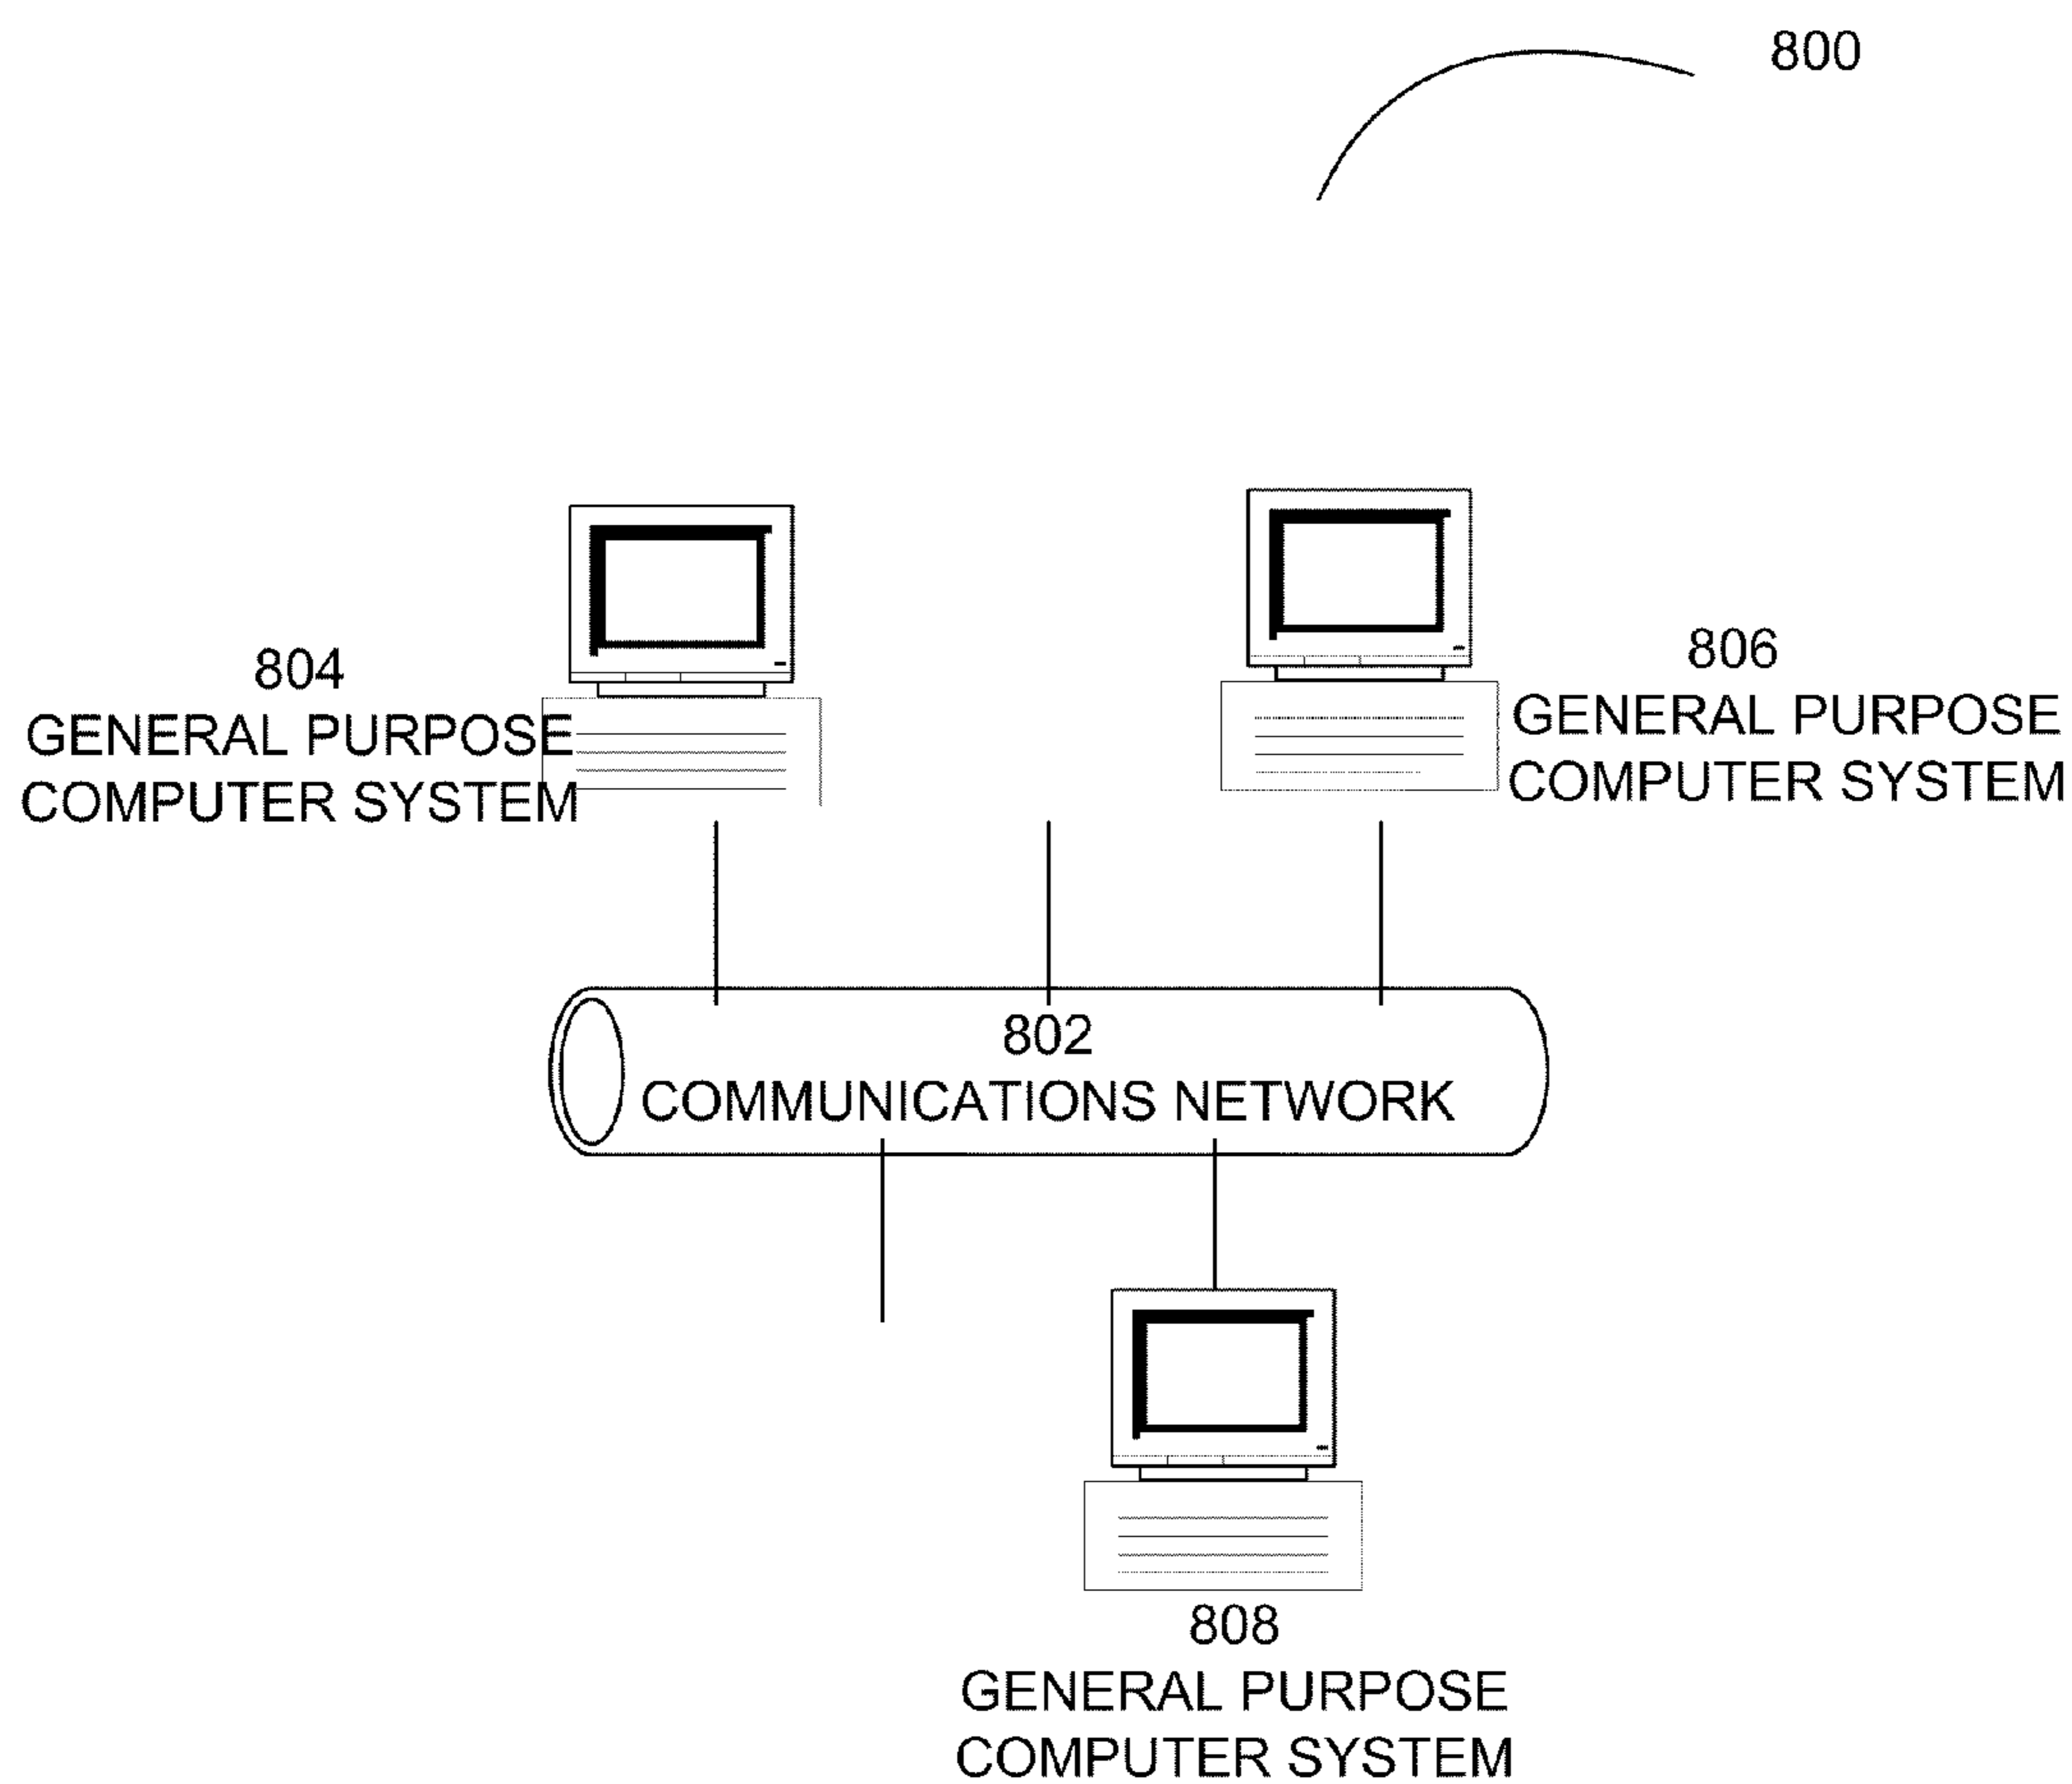 800
804
GENERAL PURPOSE
COMPUTER SYSTEM
806
GENERAL PURPOSE
COMPUTER SYSTEM
802
COMMUNICATIONS NETWORK
808
GENERAL PURPOSE
COMPUTER SYSTEM